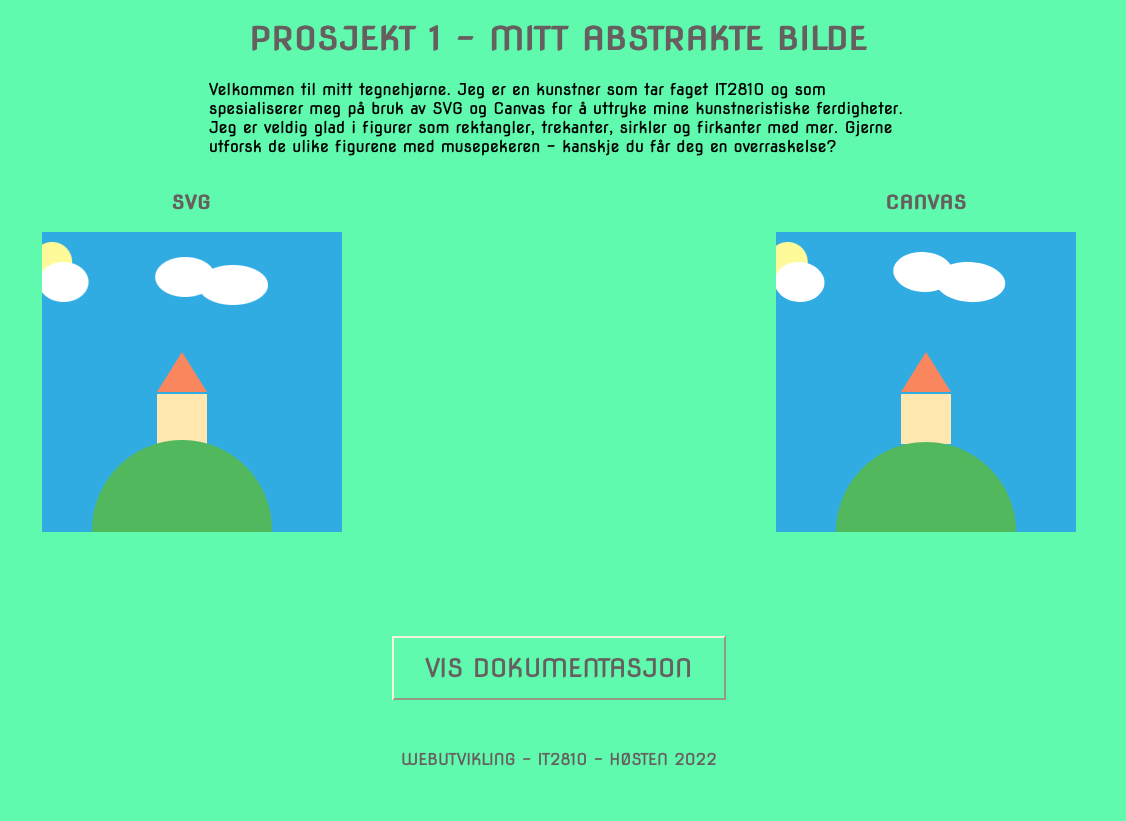 PROSJEKT 1 - MITT ABSTRAKTE BILDE
Velkommen til mitt tegnehjørne. Jeg er en kunstner som tar faget IT2810 og som
spesialiserer meg på bruk av SVG og Canvas for å uttryke mine kunstneristiske ferdigheter.
Jeg er veldig glad i figurer som rektangler, trekanter, sirkler og firkanter med mer. Gjerne
utforsk de ulike figurene med musepekeren - kanskje du får deg en overraskelse?
SVG
CANVAS
VIS DOKUMENTASJON
WEBUTVIKLING - IT2810 - HØSTEN 2022